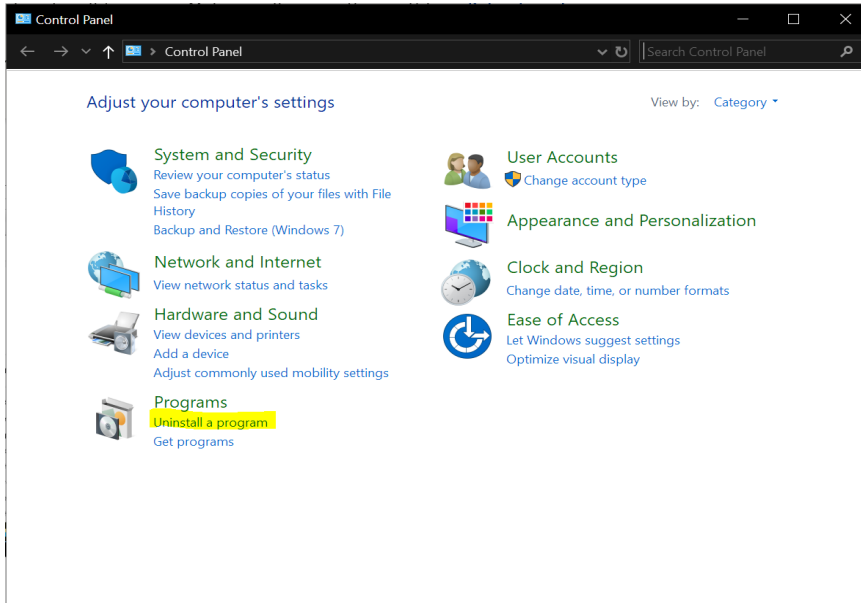 Control Panel
Control Panel
Search Control Panel
Adjust your computer's settings
View by: Category
System and Security
Review your computer's status
Save backup copies of your files with File
History
Backup and Restore (Windows 7)
Network and Internet
View network status and tasks
Hardware and Sound
View devices and printers
Add a device
Adjust commonly used mobility settings
Programs
Uninstall a program
Get programs
User Accounts
Change account type
Appearance and Personalization
Clock and Region
Change date, time, or number formats
Ease of Access
Let Windows suggest settings
Optimize visual display